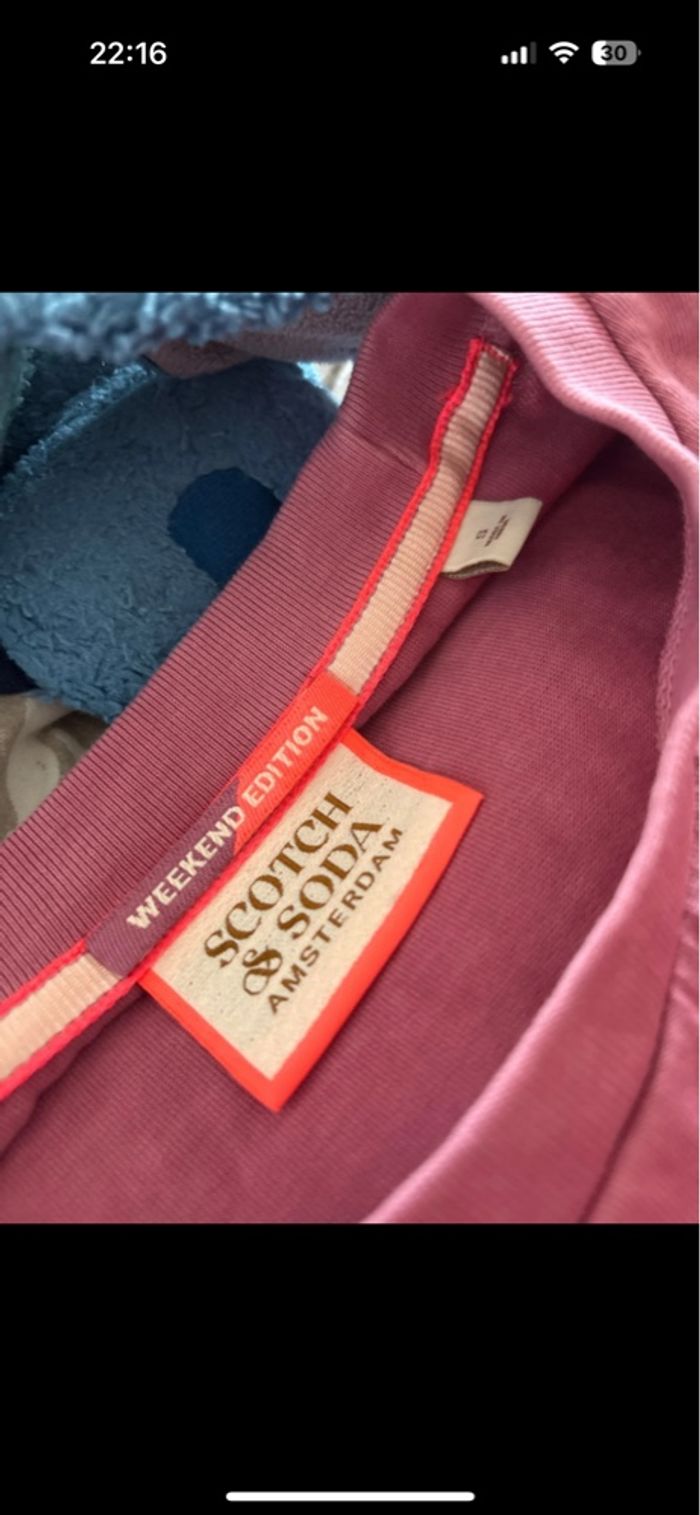 22:16
30
WEEKEND EDITION
SCOTCH
& SODA
AMSTERDAM